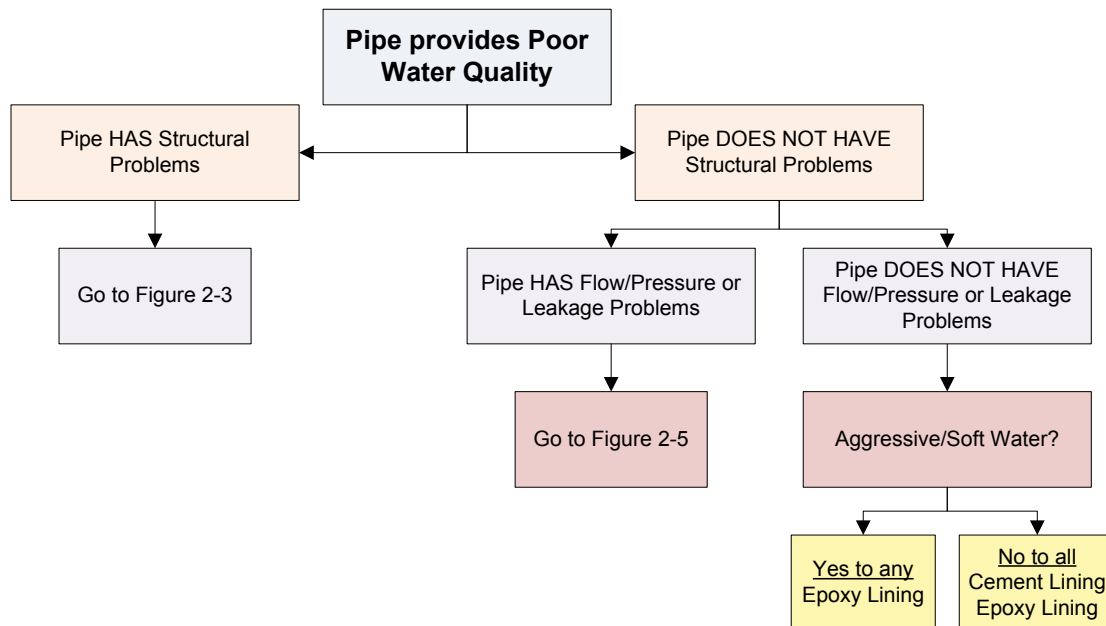 Pipe provides Poor
Water Quality
Pipe HAS Structural
Problems
Pipe DOES NOT HAVE
Structural Problems
Go to Figure 2-3
Pipe HAS Flow/Pressure or
Leakage Problems
Pipe DOES NOT HAVE
Flow/Pressure or Leakage
Problems
Go to Figure 2-5
Aggressive/Soft Water?
Yes to any
Epoxy Lining
No to all
Cement Lining
Epoxy Lining